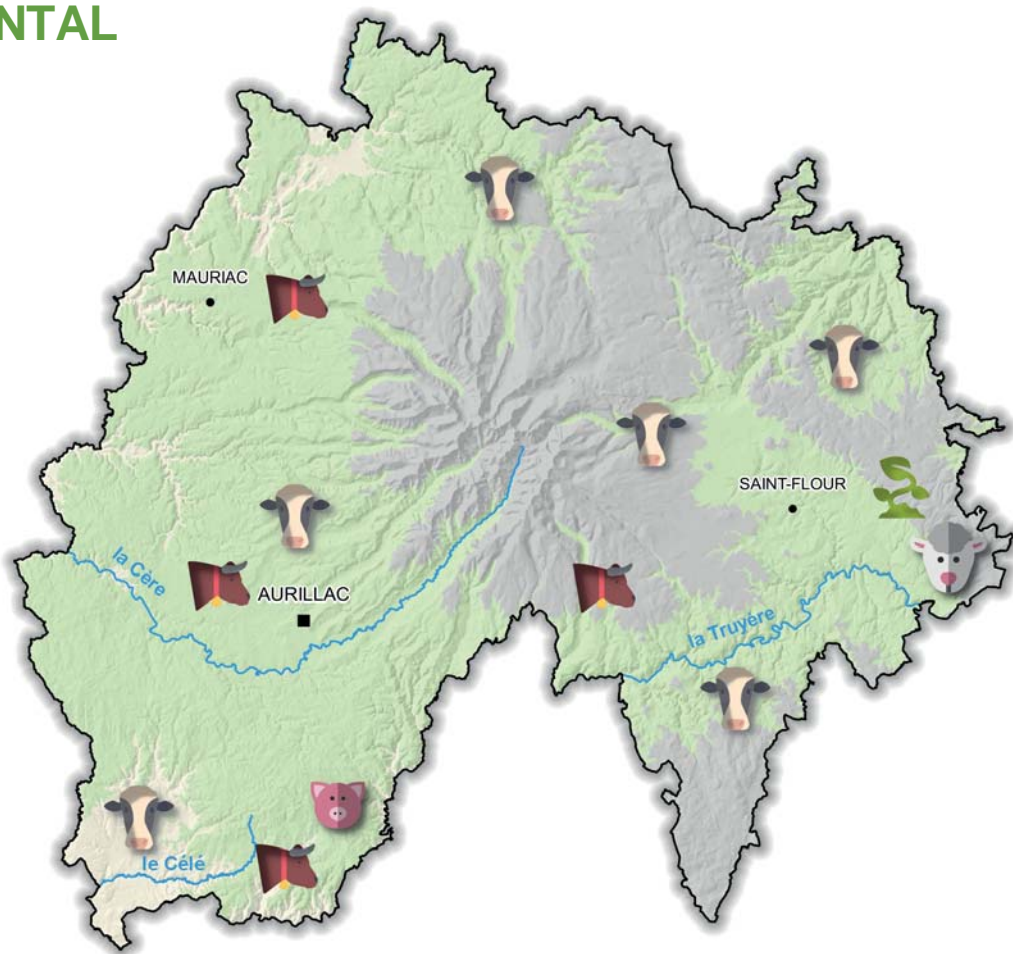 NTAL
MAURIAC
SAINT-FLOUR
la Cère
AURILLAC
la Truyère
le Célé